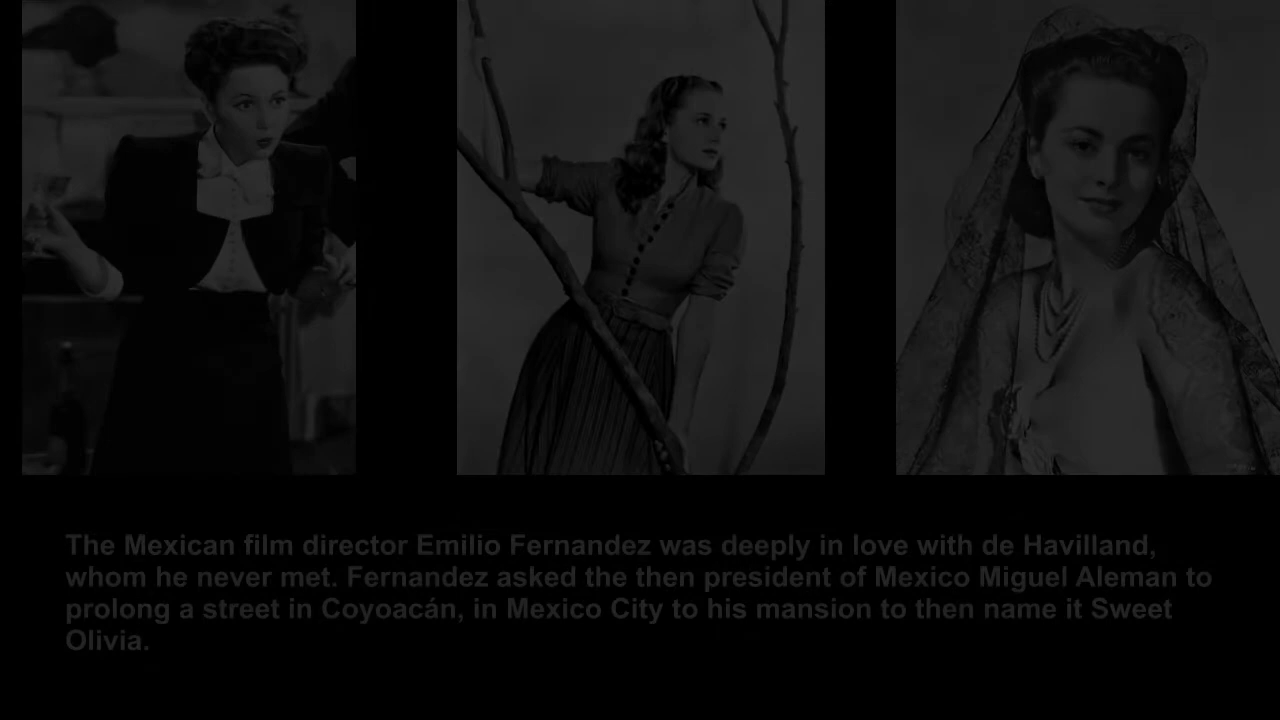 The Mexican film director Emilio Fernandez was deeply in love with de Havilland,
whom he never met. Fernandez asked the then president of Mexico Miguel Aleman to
prolong a street in Coyoacán, in Mexico City to his mansion to then name it Sweet
Olivia.